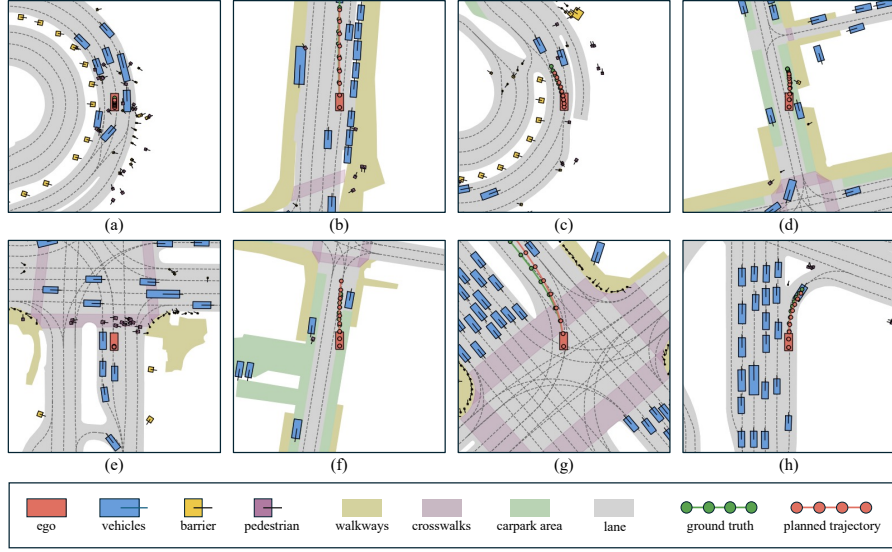 (a) (b) (c) (d)
(e) (f) (g) (h)
ego vehicles barrier pedestrian walkways crosswalks carpark area lane ground truth planned trajectory